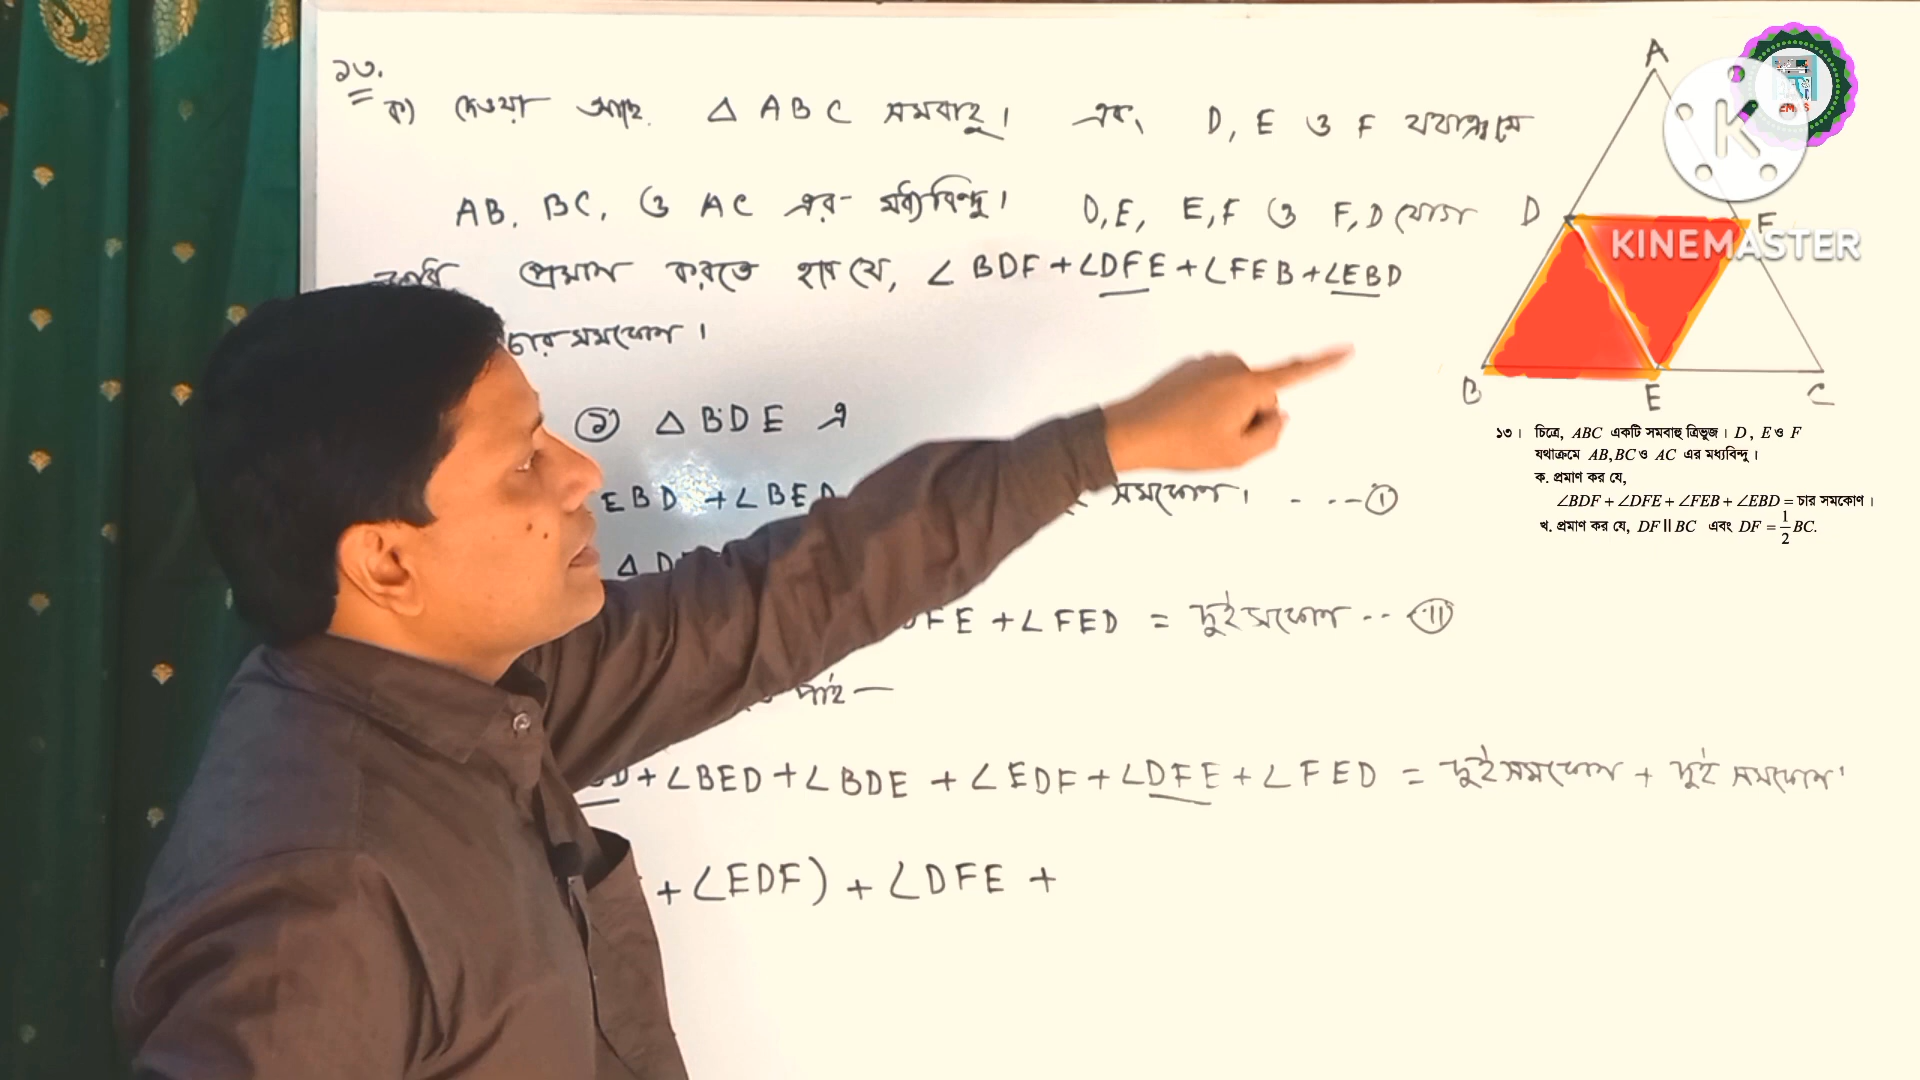 ১৩.
ক) দেওয়া আছে. △ ABC সমবাহু। এবং D, E ও F যথাক্রমে
AB. BC, ও AC এর মধ্যবিন্দু। D,E, E,F ও F,D যোগ
করি প্রমাণ করতে হবে যে, ∠BDF+∠DFE+∠FEB+∠EBD
চার সমকোণ।
△ BDE এ
EBD +∠BED সমকোণ। - - -- (i)
△ D
DFE +∠FED = দুই সমকোণ -- (ii)
পাই—
D+∠BED+∠BDE +∠EDF+∠DFE+∠FED = দুই সমকোণ + দুই সমকোণ
+∠EDF) +∠DFE +
A
D
F
B
E
C
KINEMASTER
K
১৩। চিত্রে, ABC একটি সমবাহু ত্রিভুজ। D, E ও F
যথাক্রমে AB, BC ও AC এর মধ্যবিন্দু।
ক. প্রমাণ কর যে,
∠BDF + ∠DFE + ∠FEB + ∠EBD = চার সমকোণ।
খ. প্রমাণ কর যে, DF || BC এবং DF = 1/2 BC.